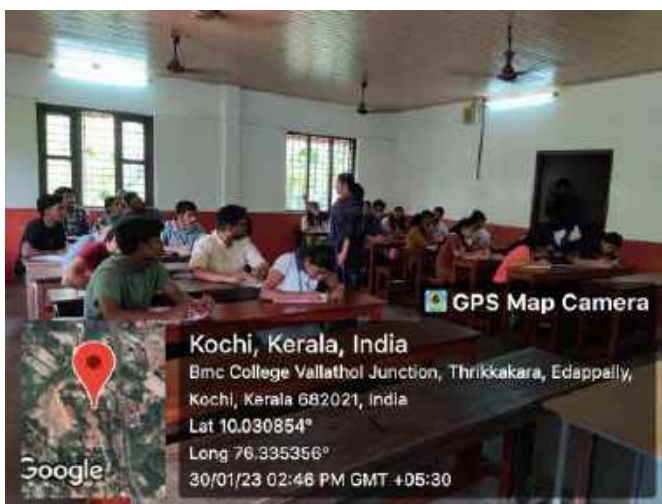 GPS Map Camera
Kochi, Kerala, India
Bmc College Vallathol Junction, Thrikkakara, Edappally,
Kochi, Kerala 682021, India
Lat 10.030854°
Long 76.335356°
30/01/23 02:46 PM GMT +05:30
Google